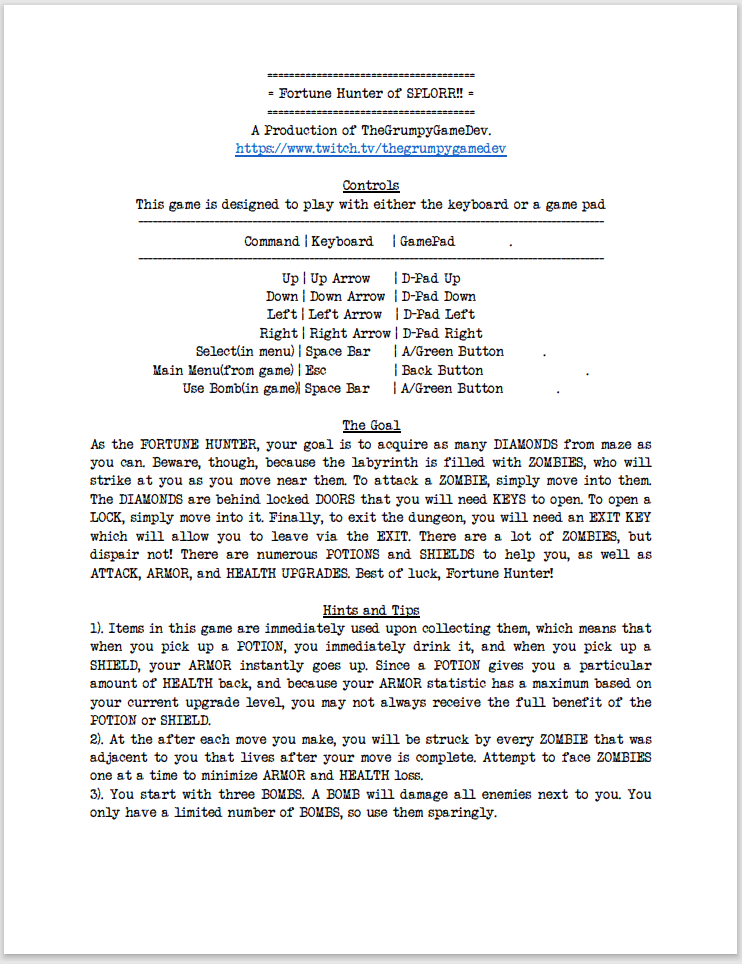 ======================================
= Fortune Hunter of SPLORR!! =
======================================
A Production of TheGrumpyGameDev.
https://www.twitch.tv/thegrumpygamedev
Controls
This game is designed to play with either the keyboard or a game pad
--------------------------------------------------------------------------------
Command | Keyboard | GamePad .
--------------------------------------------------------------------------------
Up | Up Arrow | D-Pad Up
Down | Down Arrow | D-Pad Down
Left | Left Arrow | D-Pad Left
Right | Right Arrow | D-Pad Right
Select(in menu) | Space Bar | A/Green Button .
Main Menu(from game) | Esc | Back Button .
Use Bomb(in game)| Space Bar | A/Green Button .
The Goal
As the FORTUNE HUNTER, your goal is to acquire as many DIAMONDS from maze as
you can. Beware, though, because the labyrinth is filled with ZOMBIES, who will
strike at you as you move near them. To attack a ZOMBIE, simply move into them.
The DIAMONDS are behind locked DOORS that you will need KEYS to open. To open a
LOCK, simply move into it. Finally, to exit the dungeon, you will need an EXIT KEY
which will allow you to leave via the EXIT. There are a lot of ZOMBIES, but
dispair not! There are numerous POTIONS and SHIELDS to help you, as well as
ATTACK, ARMOR, and HEALTH UPGRADES. Best of luck, Fortune Hunter!
Hints and Tips
1). Items in this game are immediately used upon collecting them, which means that
when you pick up a POTION, you immediately drink it, and when you pick up a
SHIELD, your ARMOR instantly goes up. Since a POTION gives you a particular
amount of HEALTH back, and because your ARMOR statistic has a maximum based on
your current upgrade level, you may not always receive the full benefit of the
POTION or SHIELD.
2). At the after each move you make, you will be struck by every ZOMBIE that was
adjacent to you that lives after your move is complete. Attempt to face ZOMBIES
one at a time to minimize ARMOR and HEALTH loss.
3). You start with three BOMBS. A BOMB will damage all enemies next to you. You
only have a limited number of BOMBS, so use them sparingly.